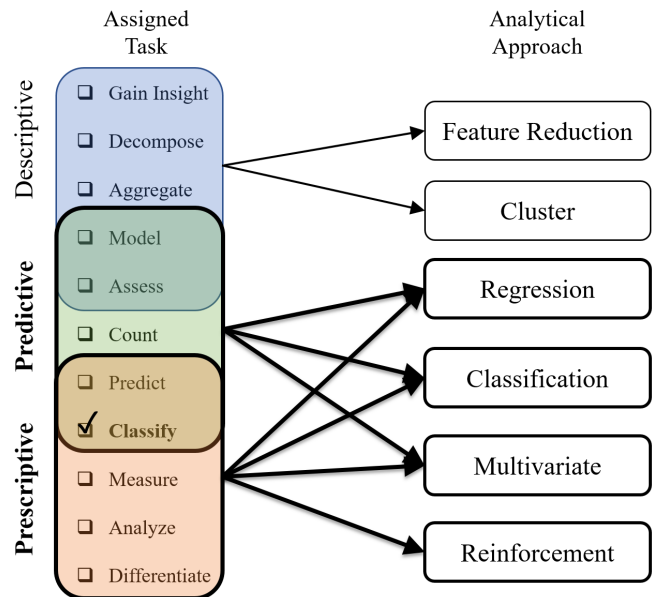 Assigned
Task
Analytical
Approach
Descriptive
Predictive
Prescriptive
Gain Insight
Decompose
Aggregate
Model
Assess
Count
Predict
Classify
Measure
Analyze
Differentiate
Feature Reduction
Cluster
Regression
Classification
Multivariate
Reinforcement